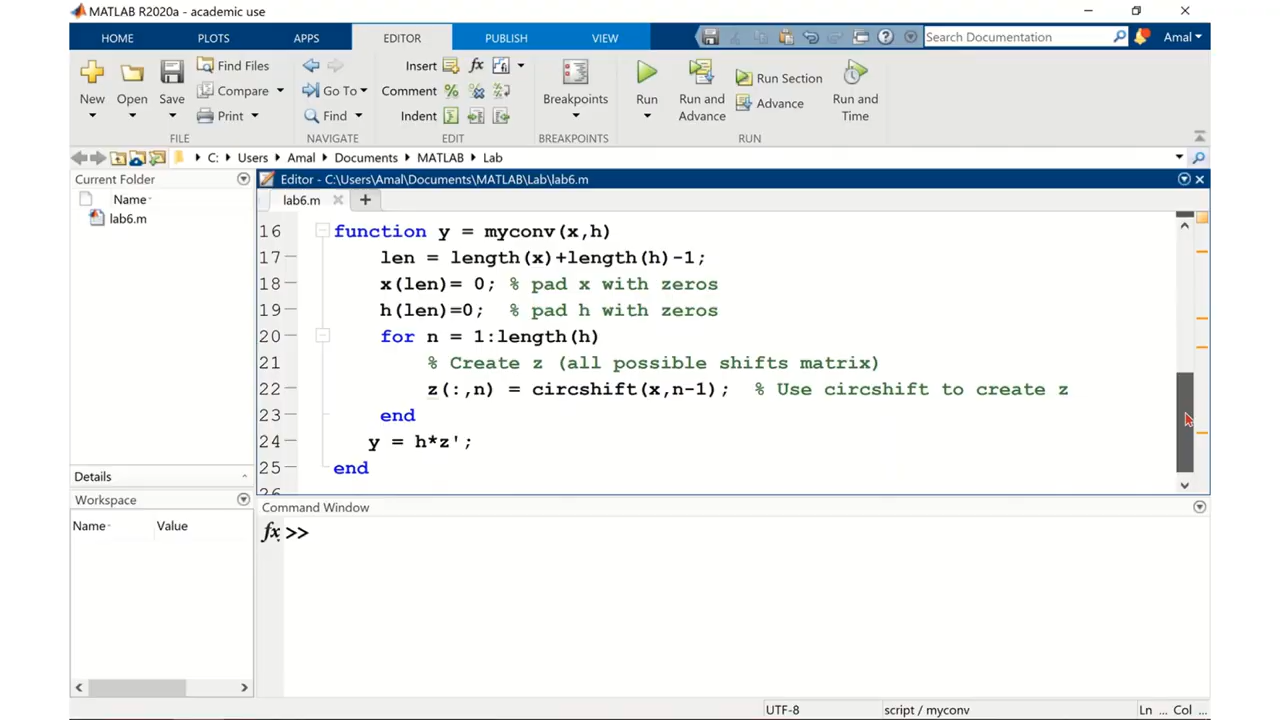 MATLAB R2020a - academic use
HOME PLOTS APPS EDITOR PUBLISH VIEW Search Documentation Amal
New Open Save Find Files Compare Print FILE
Go To Find NAVIGATE
Insert fx Comment % Indent EDIT
Breakpoints BREAKPOINTS
Run Run and Advance Run Section Advance Run and Time RUN
C: Users Amal Documents MATLAB Lab
Current Folder
Name
lab6.m
Details
Workspace
Name Value
Editor - C:\Users\Amal\Documents\MATLAB\Lab\lab6.m
lab6.m +
16 function y = myconv(x,h)
17 len = length(x)+length(h)-1;
18 x(len)= 0; % pad x with zeros
19 h(len)=0; % pad h with zeros
20 for n = 1:length(h)
21 % Create z (all possible shifts matrix)
22 z(:,n) = circshift(x,n-1); % Use circshift to create z
23 end
24 y = h*z';
25 end
26
Command Window
fx >>
UTF-8 script / myconv Ln ... Col ...